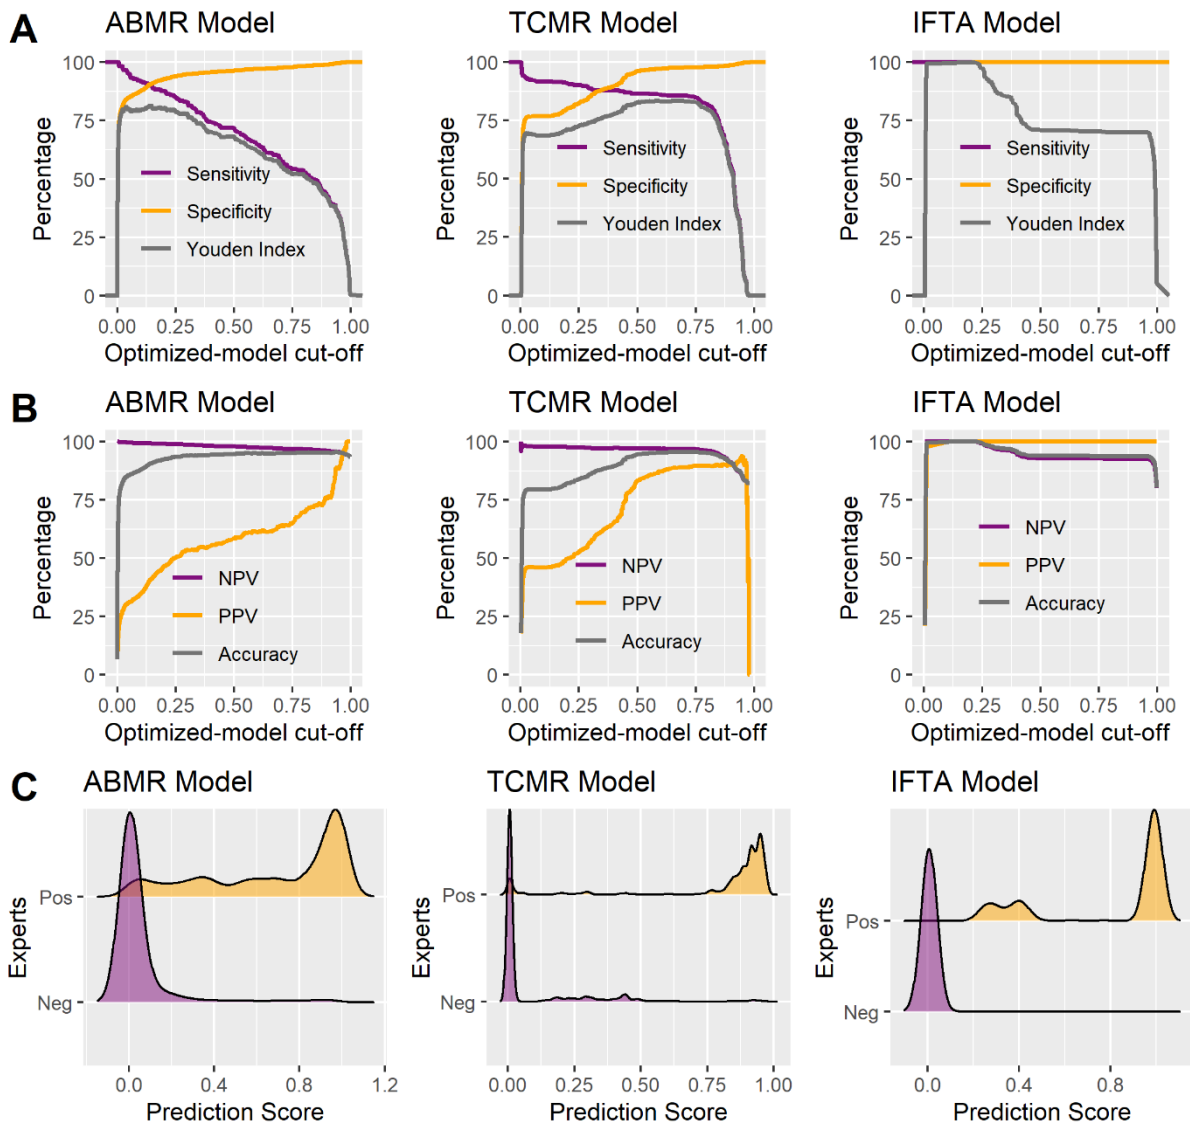 A
ABMR Model
TCMR Model
IFTA Model
Percentage
100
75
50
25
0
Sensitivity
Specificity
Youden Index
0.00 0.25 0.50 0.75 1.00
Optimized-model cut-off
Percentage
100
75
50
25
0
Sensitivity
Specificity
Youden Index
0.00 0.25 0.50 0.75 1.00
Optimized-model cut-off
Percentage
100
75
50
25
0
Sensitivity
Specificity
Youden Index
0.00 0.25 0.50 0.75 1.00
Optimized-model cut-off
B
ABMR Model
TCMR Model
IFTA Model
Percentage
100
75
50
25
0
NPV
PPV
Accuracy
0.00 0.25 0.50 0.75 1.00
Optimized-model cut-off
Percentage
100
75
50
25
0
NPV
PPV
Accuracy
0.00 0.25 0.50 0.75 1.00
Optimized-model cut-off
Percentage
100
75
50
25
0
NPV
PPV
Accuracy
0.00 0.25 0.50 0.75 1.00
Optimized-model cut-off
C
ABMR Model
TCMR Model
IFTA Model
Experts
Pos
Neg
0.0 0.4 0.8 1.2
Prediction Score
Experts
Pos
Neg
0.00 0.25 0.50 0.75 1.00
Prediction Score
Experts
Pos
Neg
0.0 0.4 0.8
Prediction Score